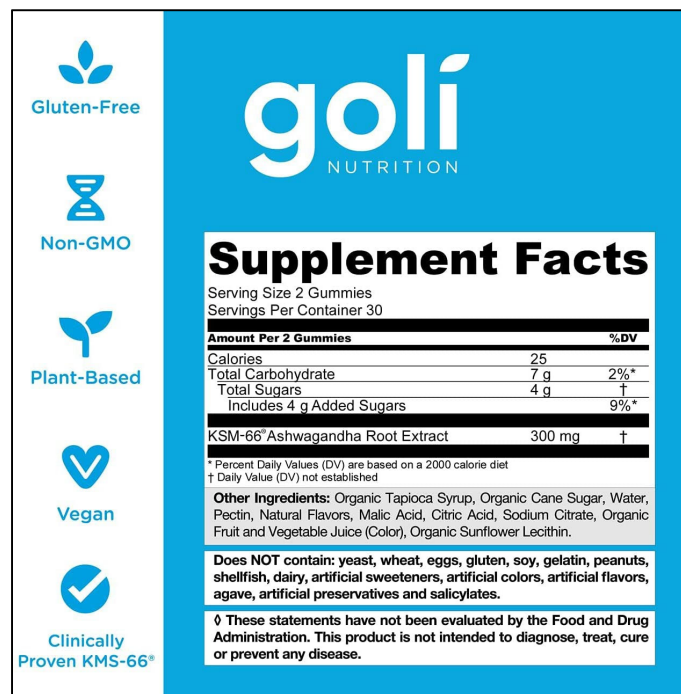 Gluten-Free
Non-GMO
Plant-Based
Vegan
Clinically
Proven KMS-66®
goli
NUTRITION
Supplement Facts
Serving Size 2 Gummies
Servings Per Container 30
Amount Per 2 Gummies %DV
Calories 25
Total Carbohydrate 7 g 2%*
Total Sugars 4 g †
Includes 4 g Added Sugars 9%*
KSM-66® Ashwagandha Root Extract 300 mg †
* Percent Daily Values (DV) are based on a 2000 calorie diet
† Daily Value (DV) not established
Other Ingredients: Organic Tapioca Syrup, Organic Cane Sugar, Water,
Pectin, Natural Flavors, Malic Acid, Citric Acid, Sodium Citrate, Organic
Fruit and Vegetable Juice (Color), Organic Sunflower Lecithin.
Does NOT contain: yeast, wheat, eggs, gluten, soy, gelatin, peanuts,
shellfish, dairy, artificial sweeteners, artificial colors, artificial flavors,
agave, artificial preservatives and salicylates.
◊ These statements have not been evaluated by the Food and Drug
Administration. This product is not intended to diagnose, treat, cure
or prevent any disease.